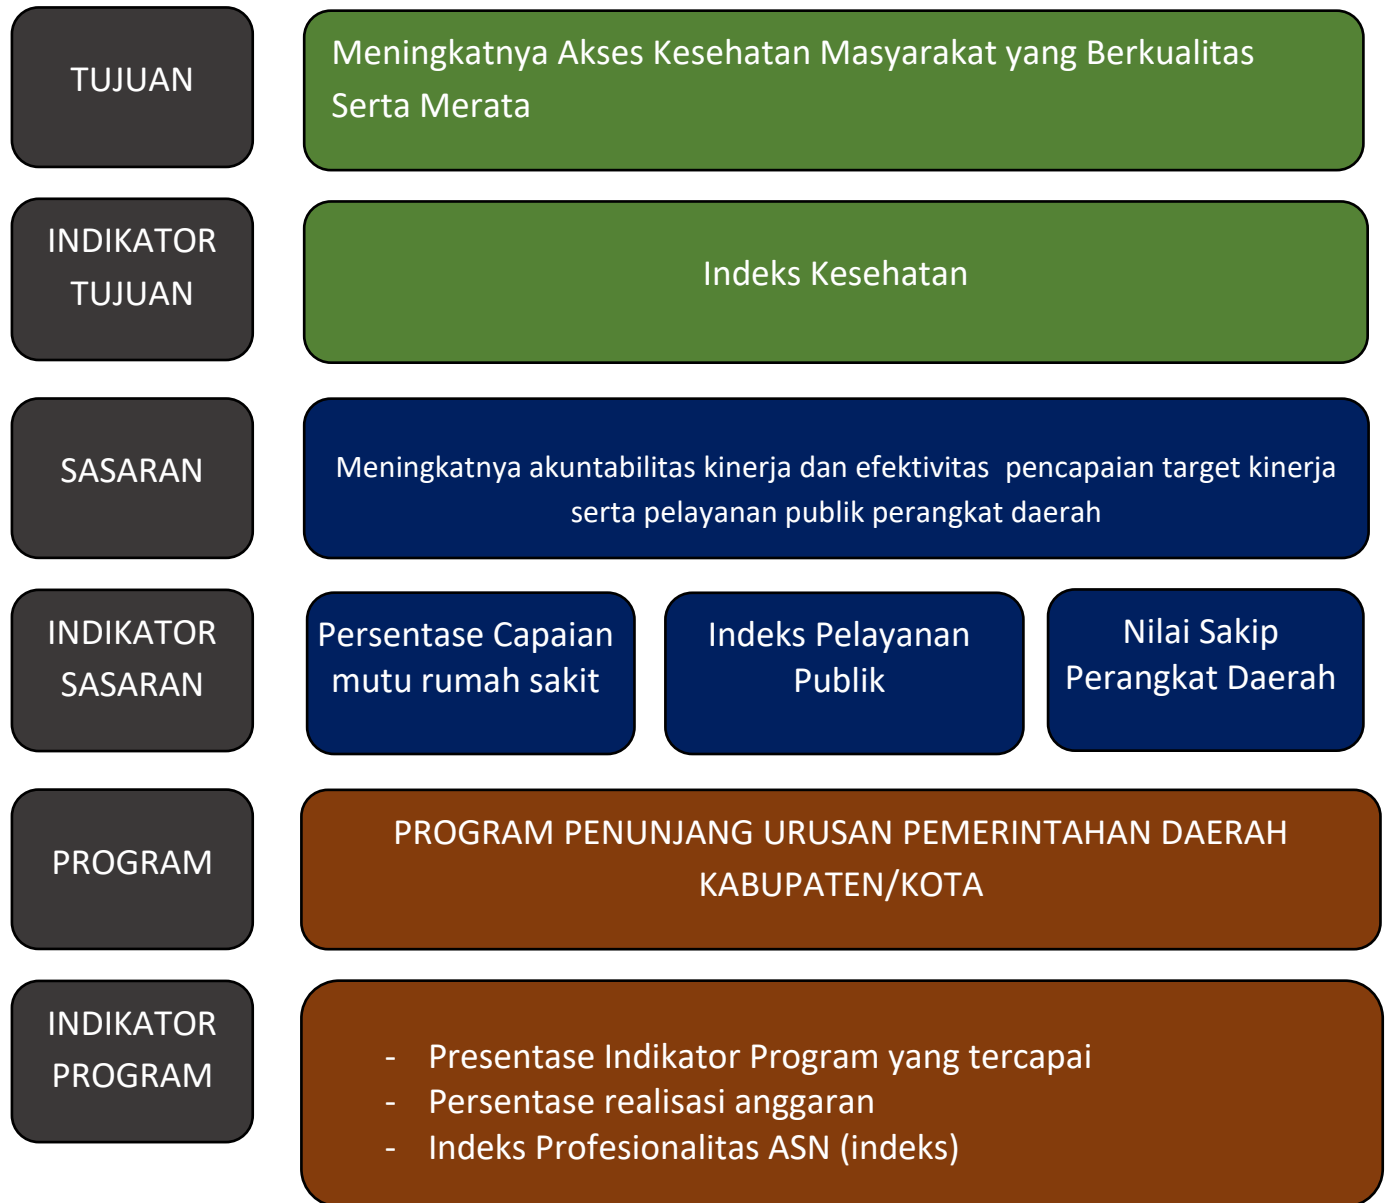 TUJUAN
Meningkatnya Akses Kesehatan Masyarakat yang Berkualitas
Serta Merata
INDIKATOR
TUJUAN
Indeks Kesehatan
SASARAN
Meningkatnya akuntabilitas kinerja dan efektivitas  pencapaian target kinerja
serta pelayanan publik perangkat daerah
INDIKATOR
SASARAN
Persentase Capaian
mutu rumah sakit
Indeks Pelayanan
Publik
Nilai Sakip
Perangkat Daerah
PROGRAM
PROGRAM PENUNJANG URUSAN PEMERINTAHAN DAERAH
KABUPATEN/KOTA
INDIKATOR
PROGRAM
- Presentase Indikator Program yang tercapai
- Persentase realisasi anggaran
- Indeks Profesionalitas ASN (indeks)